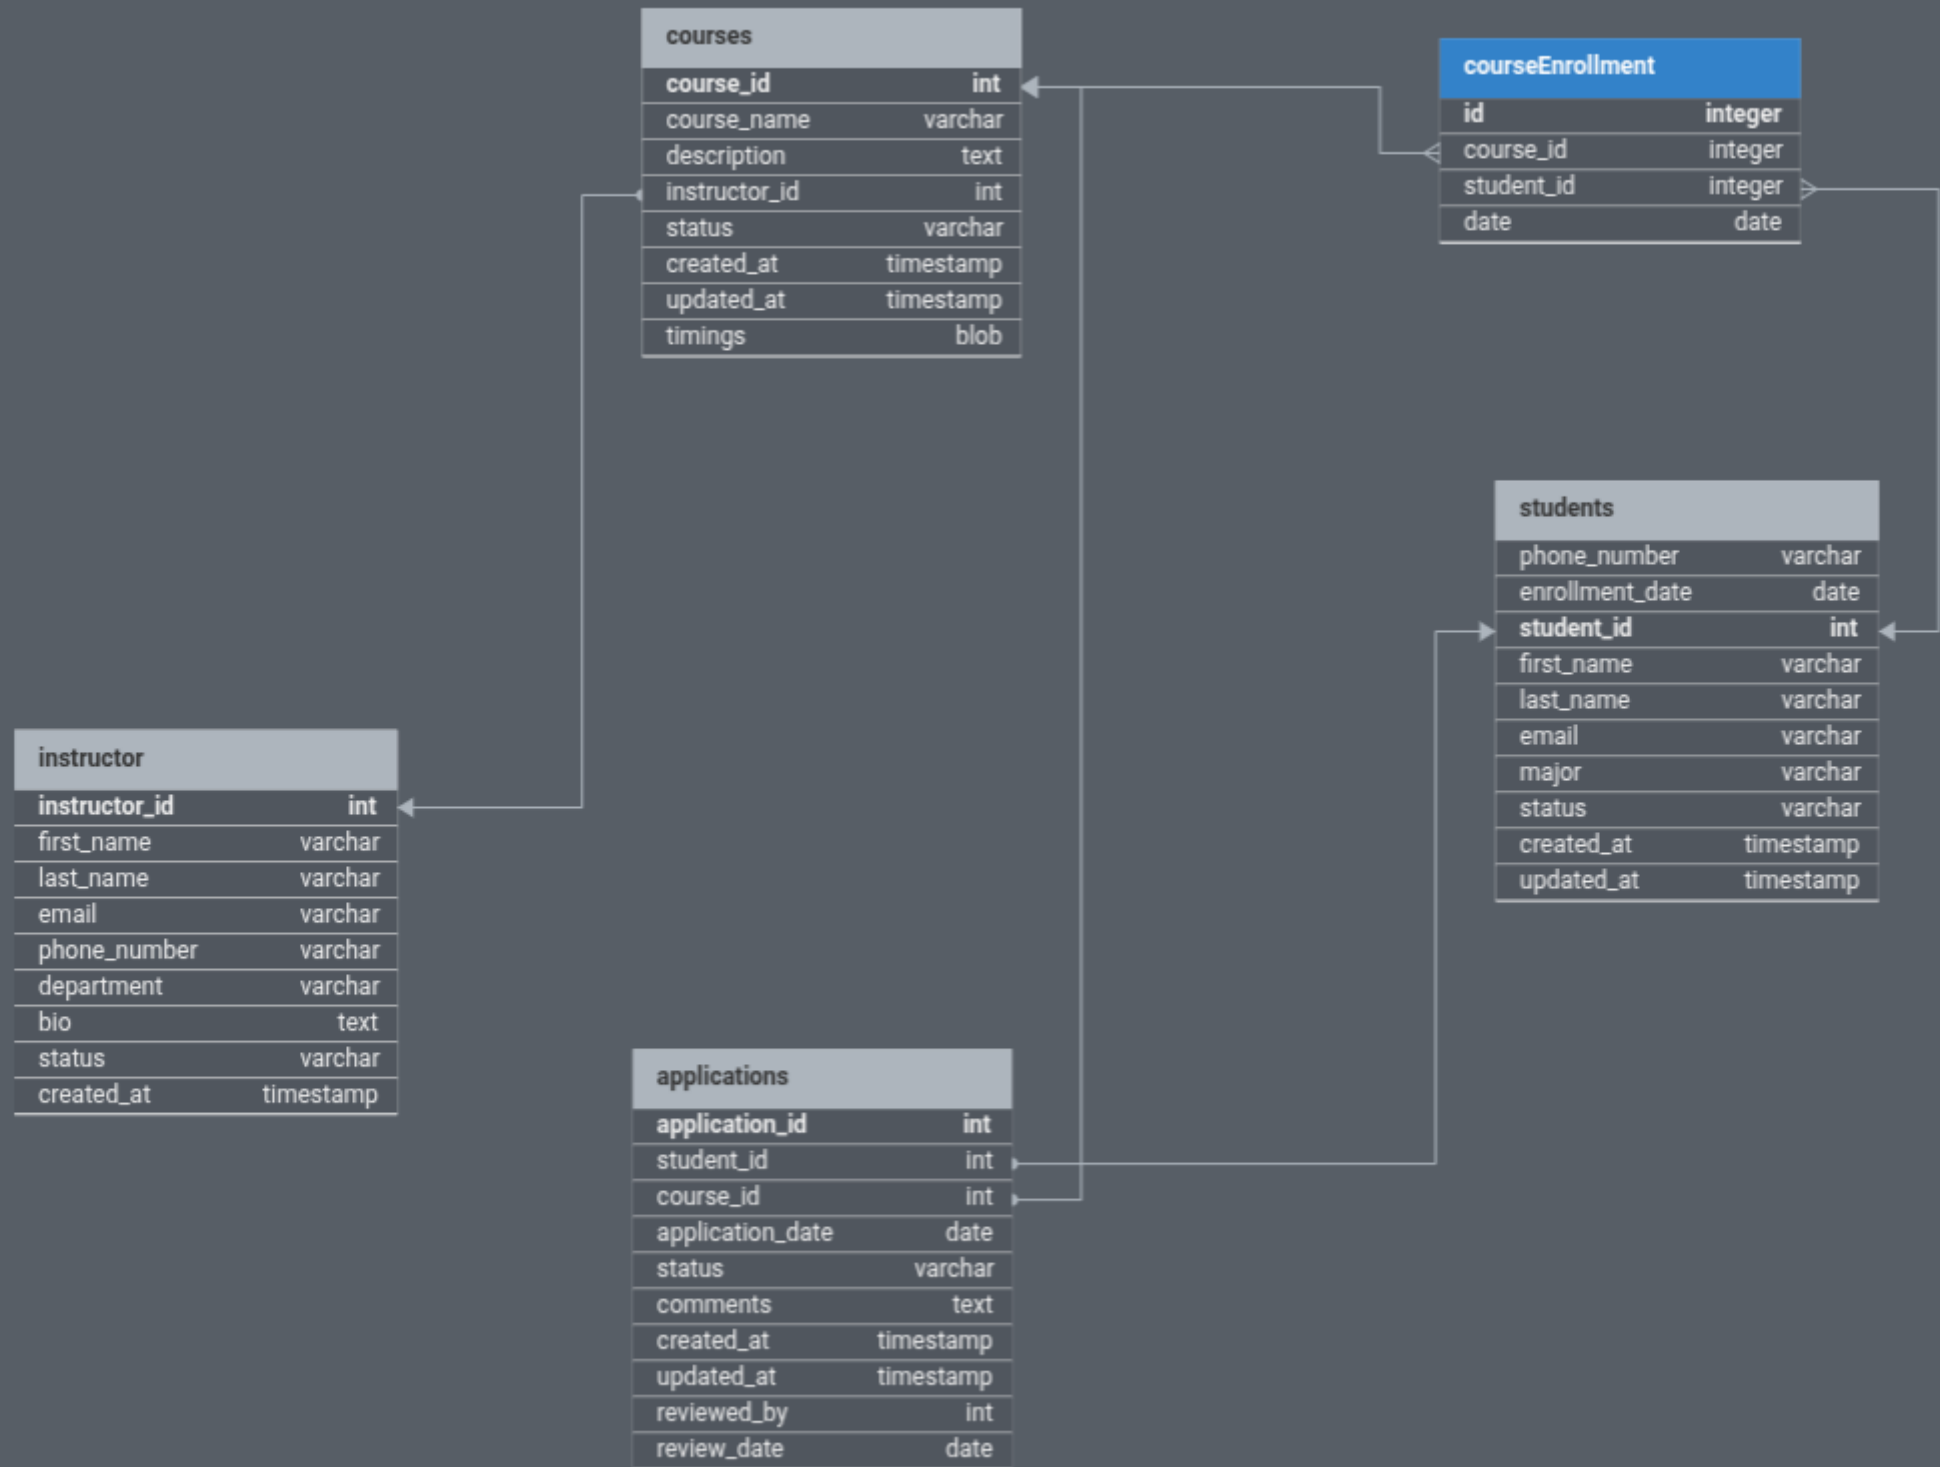 courses
course_id int
course_name varchar
description text
instructor_id int
status varchar
created_at timestamp
updated_at timestamp
timings blob
courseEnrollment
id integer
course_id integer
student_id integer
date date
students
phone_number varchar
enrollment_date date
student_id int
first_name varchar
last_name varchar
email varchar
major varchar
status varchar
created_at timestamp
updated_at timestamp
instructor
instructor_id int
first_name varchar
last_name varchar
email varchar
phone_number varchar
department varchar
bio text
status varchar
created_at timestamp
applications
application_id int
student_id int
course_id int
application_date date
status varchar
comments text
created_at timestamp
updated_at timestamp
reviewed_by int
review_date date